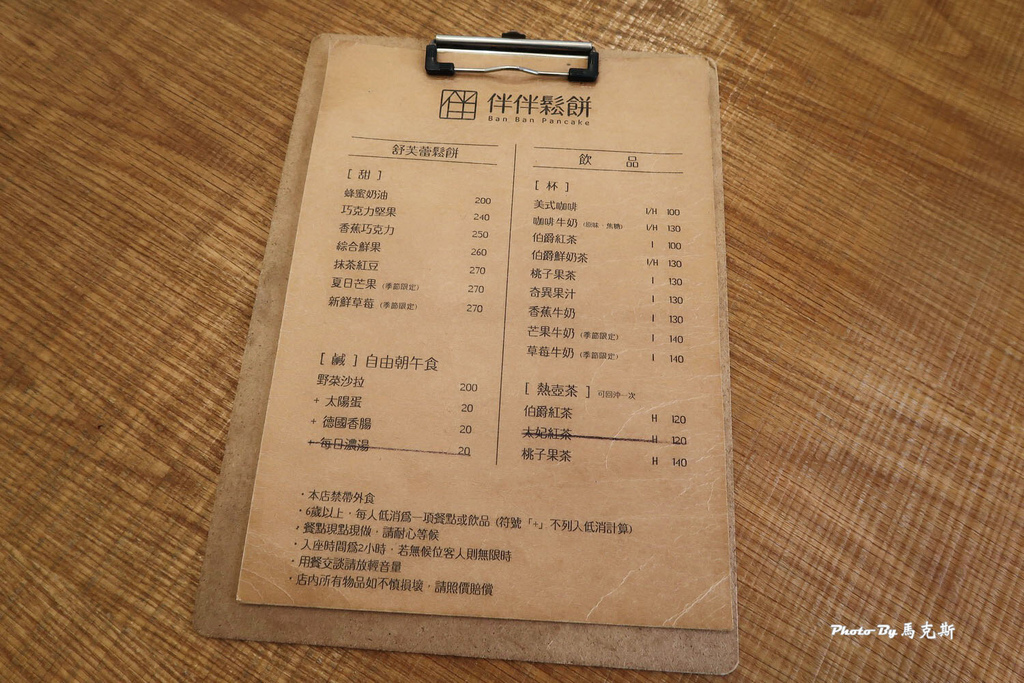 伴 伴伴鬆餅
Ban Ban Pancake
舒芙蕾鬆餅
[ 甜 ]
蜂蜜奶油 200
巧克力堅果 240
香蕉巧克力 250
綜合鮮果 260
抹茶紅豆 270
夏日芒果 (季節限定) 270
新鮮草莓 (季節限定) 270
[ 鹹 ] 自由朝午食
野菜沙拉 200
+ 太陽蛋 20
+ 德國香腸 20
+ 每日濃湯 20
飲 品
[ 杯 ]
美式咖啡 I/H 100
咖啡牛奶 (原味‧焦糖) I/H 130
伯爵紅茶 I 100
伯爵鮮奶茶 I/H 130
桃子果茶 I 130
奇異果汁 I 130
香蕉牛奶 I 130
芒果牛奶 (季節限定) I 140
草莓牛奶 (季節限定) I 140
[ 熱壺茶 ] 可回沖一次
伯爵紅茶 H 120
太妃紅茶 H 120
桃子果茶 H 140
‧本店禁帶外食
‧6歲以上，每人低消為一項餐點或飲品 (符號「+」不列入低消計算)
‧餐點現點現做，請耐心等候
‧入座時間為2小時，若無候位客人則無限時
‧用餐交談請放輕音量
‧店內所有物品如不慎損壞，請照價賠償
Photo By 馬克斯